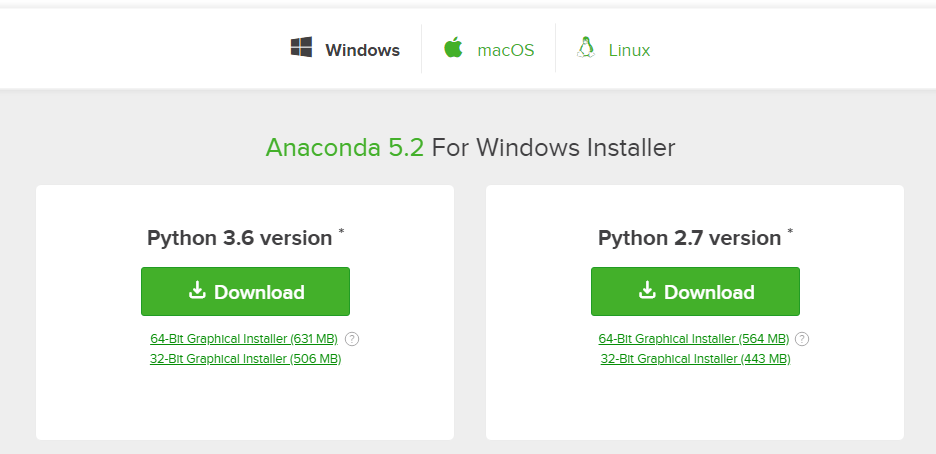 Windows
macOS
Linux
Anaconda 5.2 For Windows Installer
Python 3.6 version *
Download
64-Bit Graphical Installer (631 MB) ?
32-Bit Graphical Installer (506 MB)
Python 2.7 version *
Download
64-Bit Graphical Installer (564 MB) ?
32-Bit Graphical Installer (443 MB)